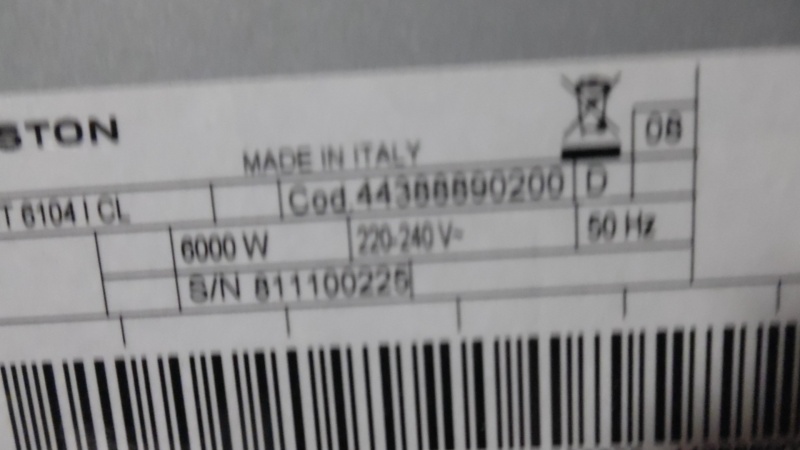 STON
08
MADE IN ITALY
T 6104 I CL Cod. 44388890200 D
6000 W 220-240 V~ 50 Hz
S/N 811100225